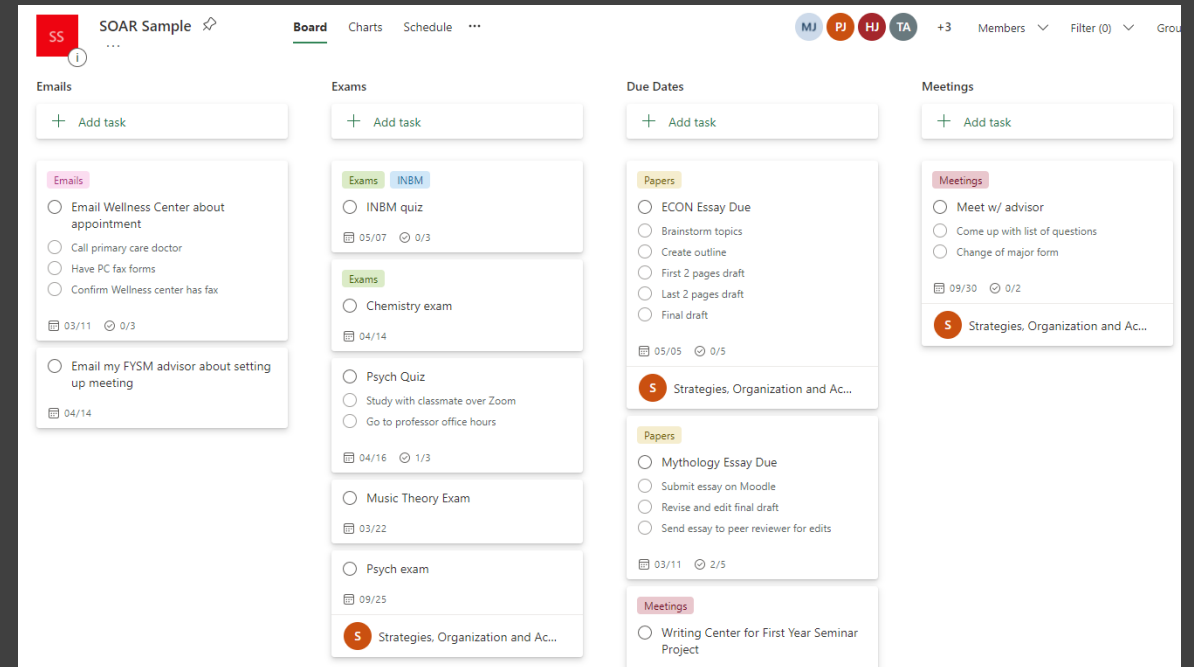 SS
SOAR Sample
...
Board Charts Schedule ...
MJ PJ HJ TA +3 Members Filter (0) Grou
Emails
Add task
Emails
Email Wellness Center about
appointment
Call primary care doctor
Have PC fax forms
Confirm Wellness center has fax
03/11 0/3
Email my FYSM advisor about setting
up meeting
04/14
Exams
Add task
Exams INBM
INBM quiz
05/07 0/3
Exams
Chemistry exam
04/14
Psych Quiz
Study with classmate over Zoom
Go to professor office hours
04/16 1/3
Music Theory Exam
03/22
Psych exam
09/25
S Strategies, Organization and Ac...
Due Dates
Add task
Papers
ECON Essay Due
Brainstorm topics
Create outline
First 2 pages draft
Last 2 pages draft
Final draft
05/05 0/5
S Strategies, Organization and Ac...
Papers
Mythology Essay Due
Submit essay on Moodle
Revise and edit final draft
Send essay to peer reviewer for edits
03/11 2/5
Meetings
Writing Center for First Year Seminar
Project
Meetings
Add task
Meetings
Meet w/ advisor
Come up with list of questions
Change of major form
09/30 0/2
S Strategies, Organization and Ac...